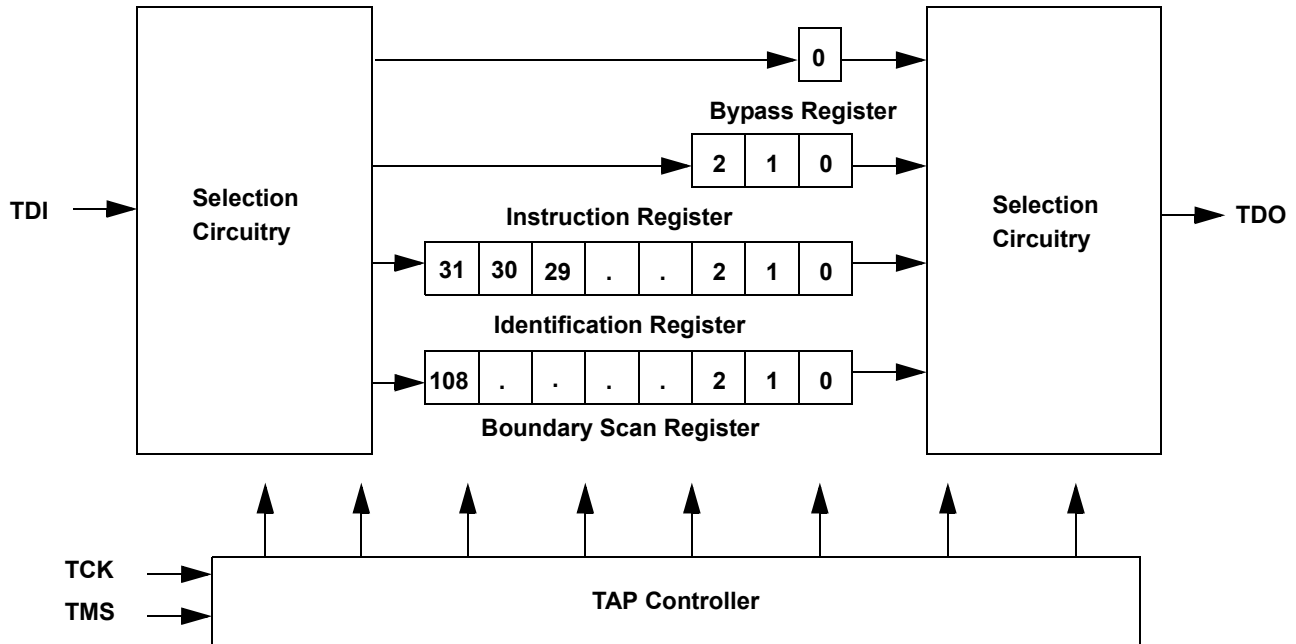 0
Bypass Register
2 1 0
TDI
Selection
Circuitry
Selection
Circuitry
TDO
Instruction Register
31 30 29 . . 2 1 0
Identification Register
108 . . . . 2 1 0
Boundary Scan Register
TCK
TMS
TAP Controller